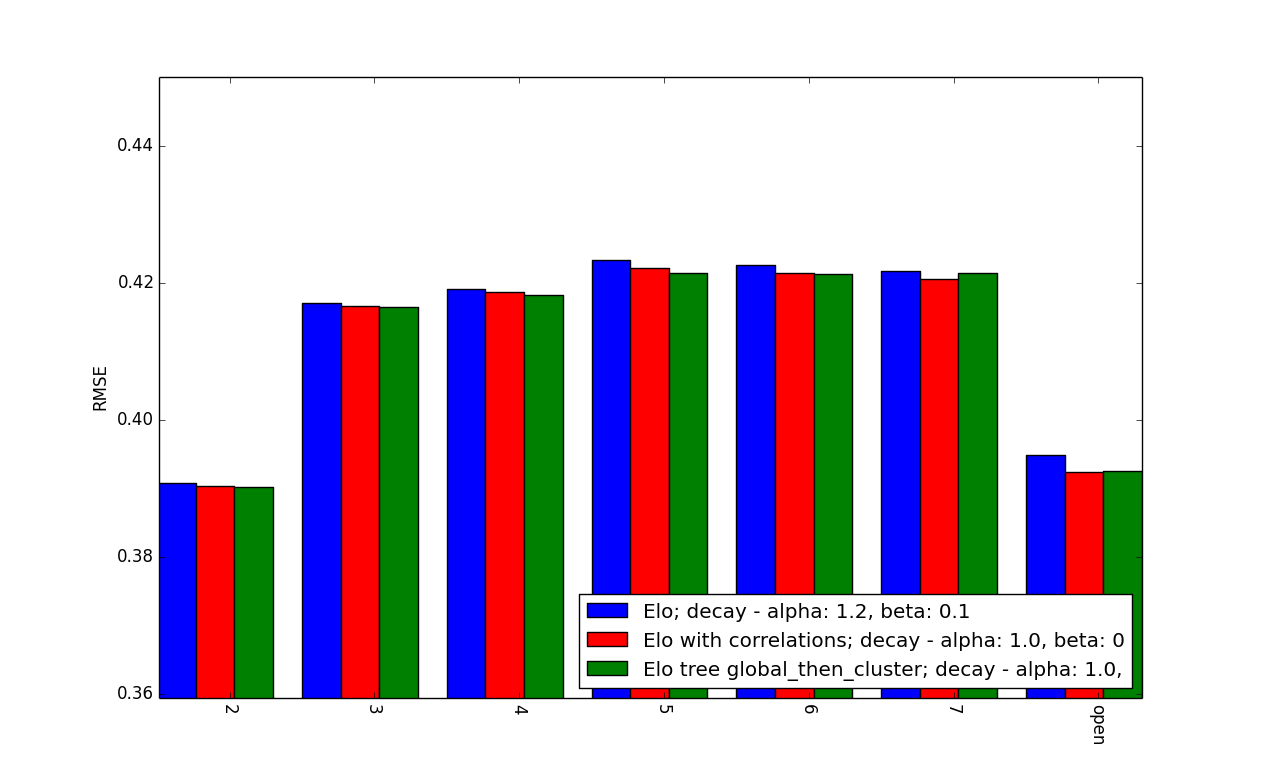 0.44
0.42
0.40
0.38
0.36
RMSE
2
3
4
5
6
7
open
Elo; decay - alpha: 1.2, beta: 0.1
Elo with correlations; decay - alpha: 1.0, beta: 0
Elo tree global_then_cluster; decay - alpha: 1.0,